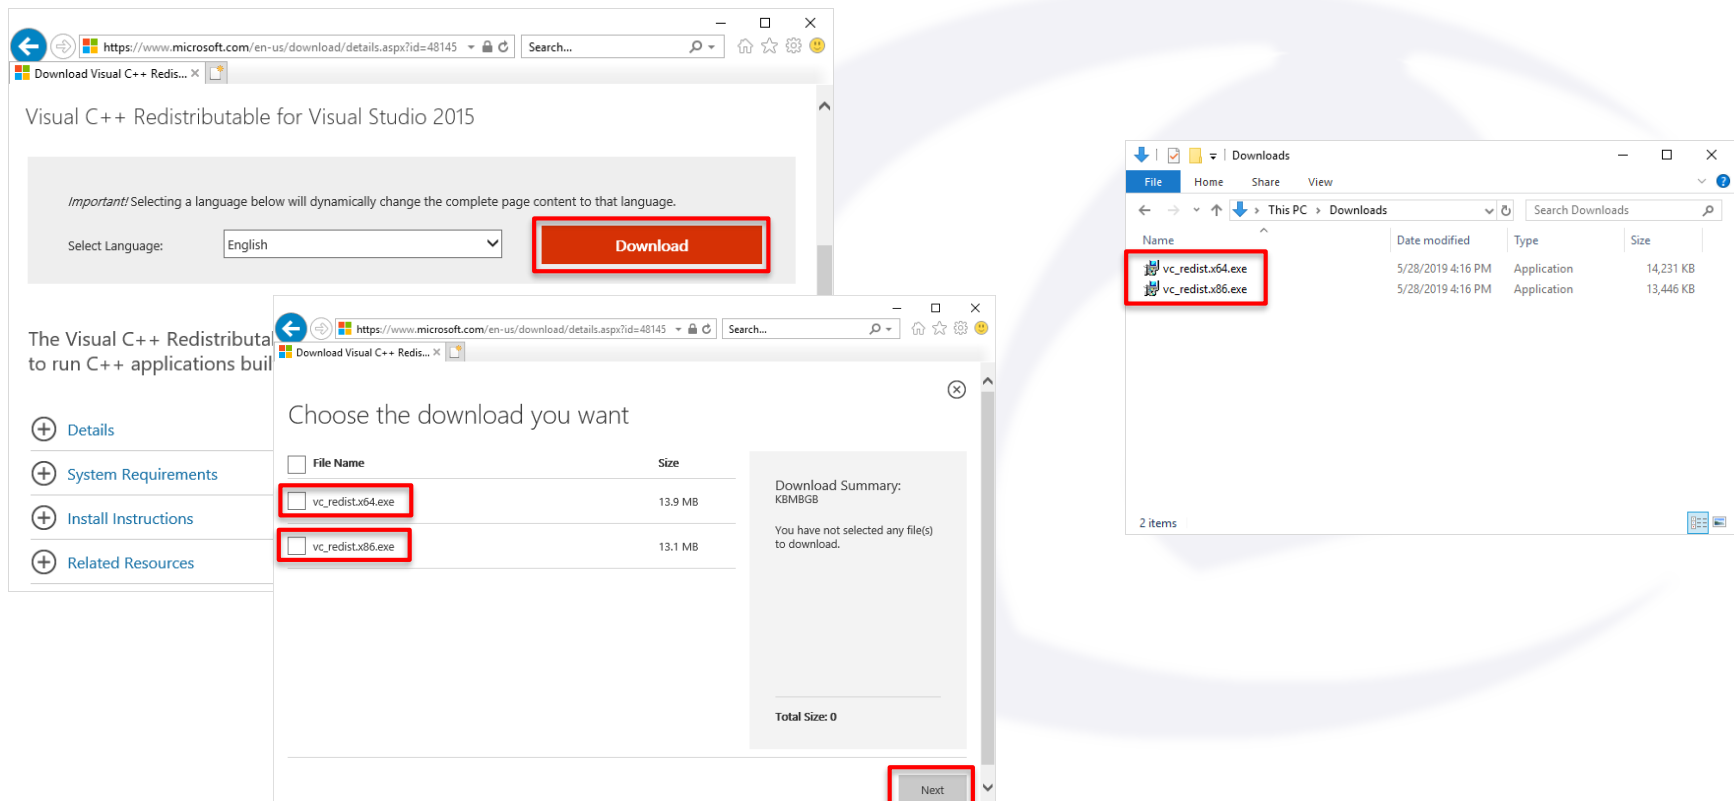 https://www.microsoft.com/en-us/download/details.aspx?id=48145
Search...
Download Visual C++ Redis...
Visual C++ Redistributable for Visual Studio 2015
Important! Selecting a language below will dynamically change the complete page content to that language.
Select Language:
English
Download
The Visual C++ Redistributa
to run C++ applications buil
Details
System Requirements
Install Instructions
Related Resources
https://www.microsoft.com/en-us/download/details.aspx?id=48145
Search...
Download Visual C++ Redis...
Choose the download you want
File Name Size
vc_redist.x64.exe 13.9 MB
vc_redist.x86.exe 13.1 MB
Download Summary:
KBMBGB
You have not selected any file(s)
to download.
Total Size: 0
Next
Downloads
File Home Share View
This PC Downloads
Search Downloads
Name Date modified Type Size
vc_redist.x64.exe 5/28/2019 4:16 PM Application 14,231 KB
vc_redist.x86.exe 5/28/2019 4:16 PM Application 13,446 KB
2 items